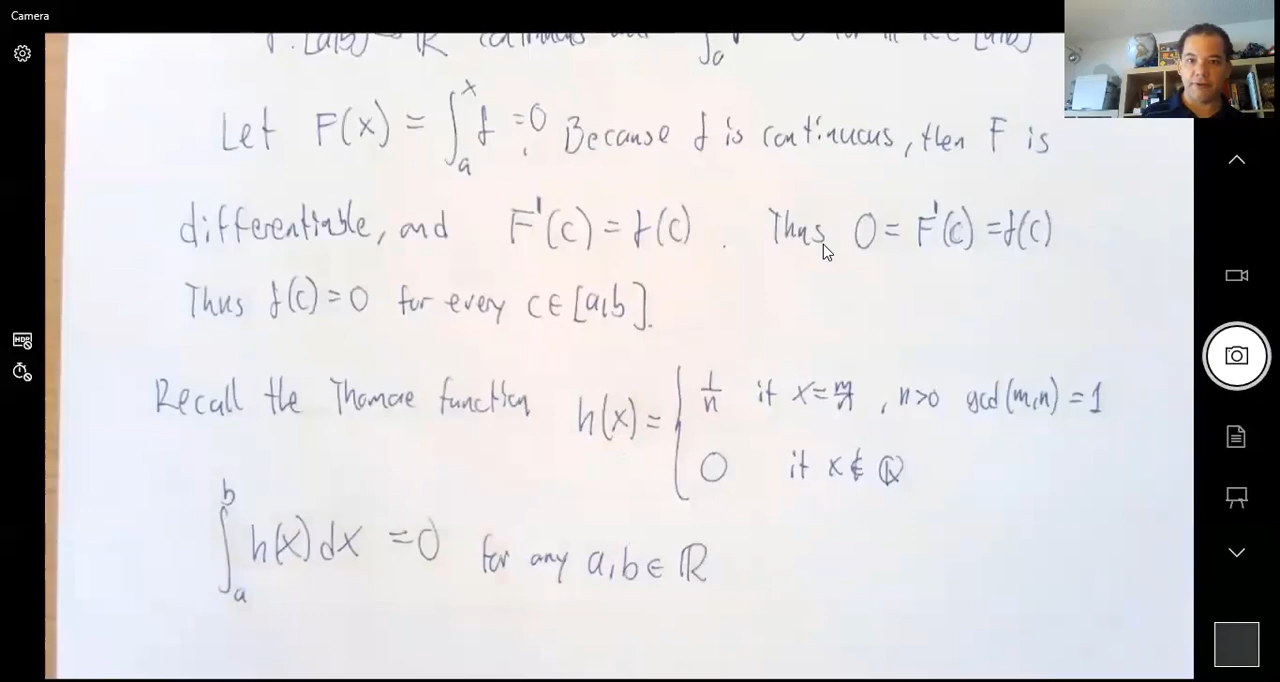 Camera
Let F(x) = ∫_a^x f = 0 Because f is continuous, then F is
differentiable, and F'(c) = f(c) . Thus 0 = F'(c) = f(c)
Thus f(c) = 0 for every c ∈ [a,b].
Recall the Thomae function h(x) = { 1/n if x = m/n , n>0 gcd(m,n) = 1
0 if x ∉ ℚ
∫_a^b h(x) dx = 0 for any a,b ∈ ℝ